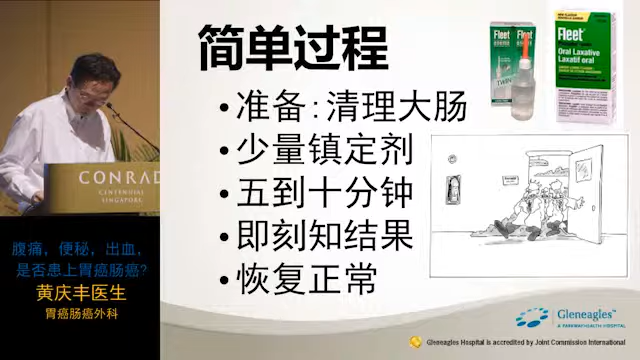 简单过程
•准备:清理大肠
•少量镇定剂
•五到十分钟
•即刻知结果
•恢复正常
Fleet
Fleet
TWIN
Fleet
Oral Laxative
Laxatif oral
CONRAD
CENTENNIAL
SINGAPORE
腹痛，便秘，出血，
是否患上胃癌肠癌?
黄庆丰医生
胃癌肠癌外科
Gleneagles™
A PARKWAYHEALTH HOSPITAL
Gleneagles Hospital is accredited by Joint Commission International